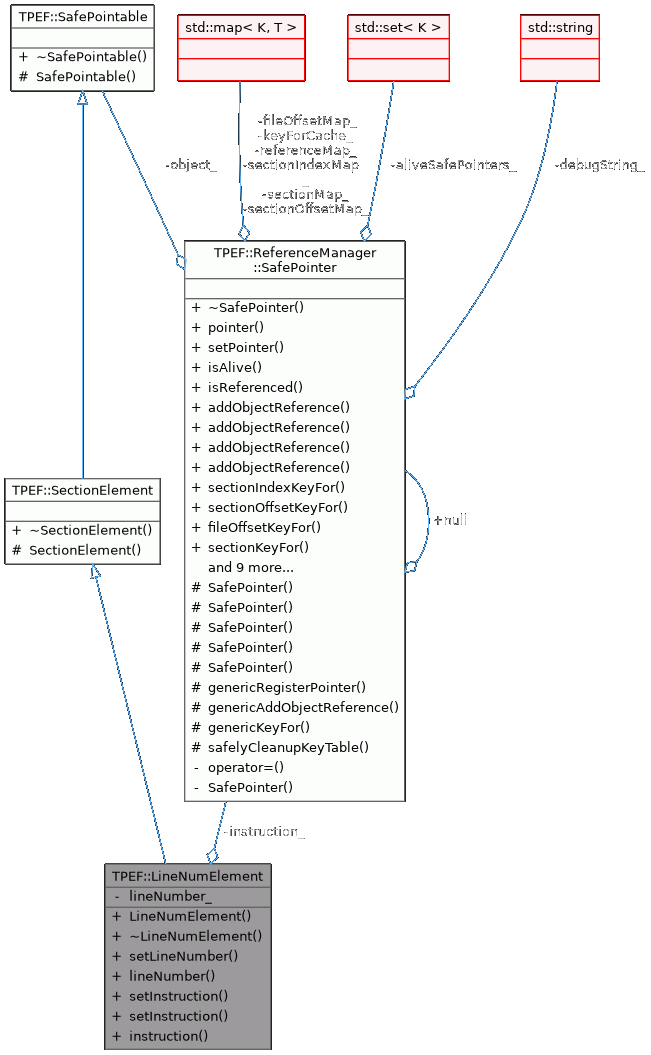 TPEF::SafePointable
+ ~SafePointable()
# SafePointable()
std::map< K, T >
std::set< K >
std::string
-object_
-fileOffsetMap_
-keyForCache_
-referenceMap_
-sectionIndexMap
_
-sectionMap_
-sectionOffsetMap_
-aliveSafePointers_
-debugString_
TPEF::ReferenceManager
::SafePointer
+ ~SafePointer()
+ pointer()
+ setPointer()
+ isAlive()
+ isReferenced()
+ addObjectReference()
+ addObjectReference()
+ addObjectReference()
+ addObjectReference()
+ sectionIndexKeyFor()
+ sectionOffsetKeyFor()
+ fileOffsetKeyFor()
+ sectionKeyFor()
and 9 more...
# SafePointer()
# SafePointer()
# SafePointer()
# SafePointer()
# SafePointer()
# genericRegisterPointer()
# genericAddObjectReference()
# genericKeyFor()
# safelyCleanupKeyTable()
- operator=()
- SafePointer()
+null
TPEF::SectionElement
+ ~SectionElement()
# SectionElement()
-instruction_
TPEF::LineNumElement
- lineNumber_
+ LineNumElement()
+ ~LineNumElement()
+ setLineNumber()
+ lineNumber()
+ setInstruction()
+ setInstruction()
+ instruction()